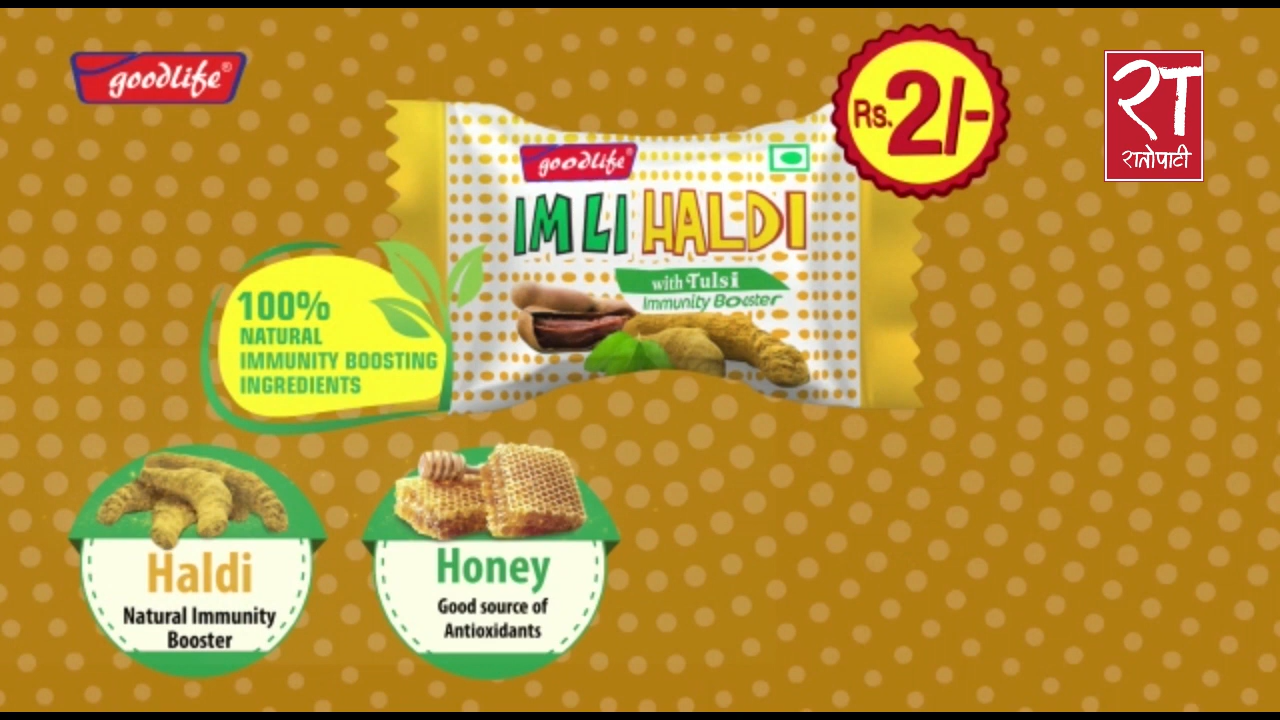 goodlife®
Rs. 2/-
रा
रातोपाटी
goodlife®
IMLI HALDI
with Tulsi
Immunity Booster
100%
NATURAL
IMMUNITY BOOSTING
INGREDIENTS
Haldi
Natural Immunity
Booster
Honey
Good source of
Antioxidants